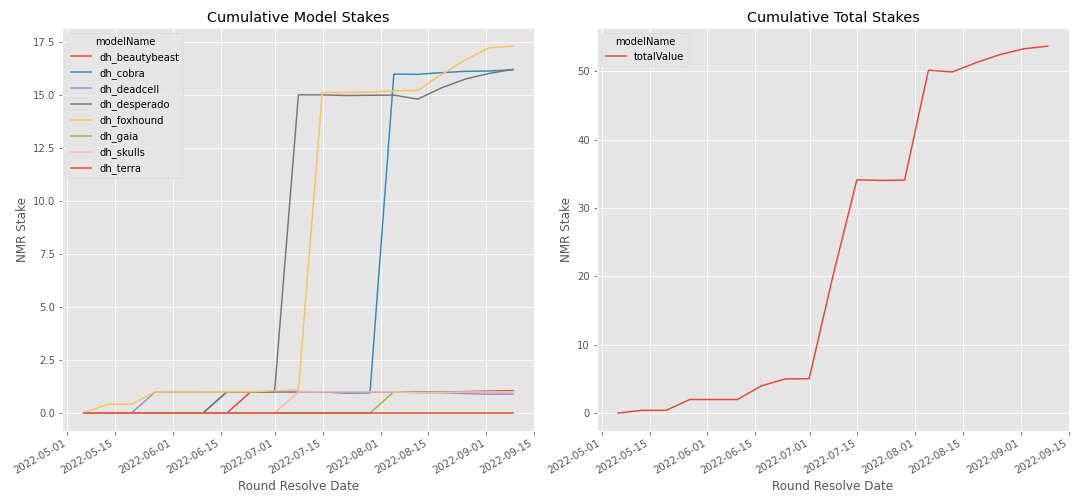 Cumulative Model Stakes
NMR Stake
17.5
15.0
12.5
10.0
7.5
5.0
2.5
0.0
modelName
dh_beautybeast
dh_cobra
dh_deadcell
dh_desperado
dh_foxhound
dh_gaia
dh_skulls
dh_terra
2022-05-01
2022-05-15
2022-06-01
2022-06-15
2022-07-01
2022-07-15
2022-08-01
2022-08-15
2022-09-01
2022-09-15
Round Resolve Date
Cumulative Total Stakes
NMR Stake
50
40
30
20
10
0
modelName
totalValue
2022-05-01
2022-05-15
2022-06-01
2022-06-15
2022-07-01
2022-07-15
2022-08-01
2022-08-15
2022-09-01
2022-09-15
Round Resolve Date